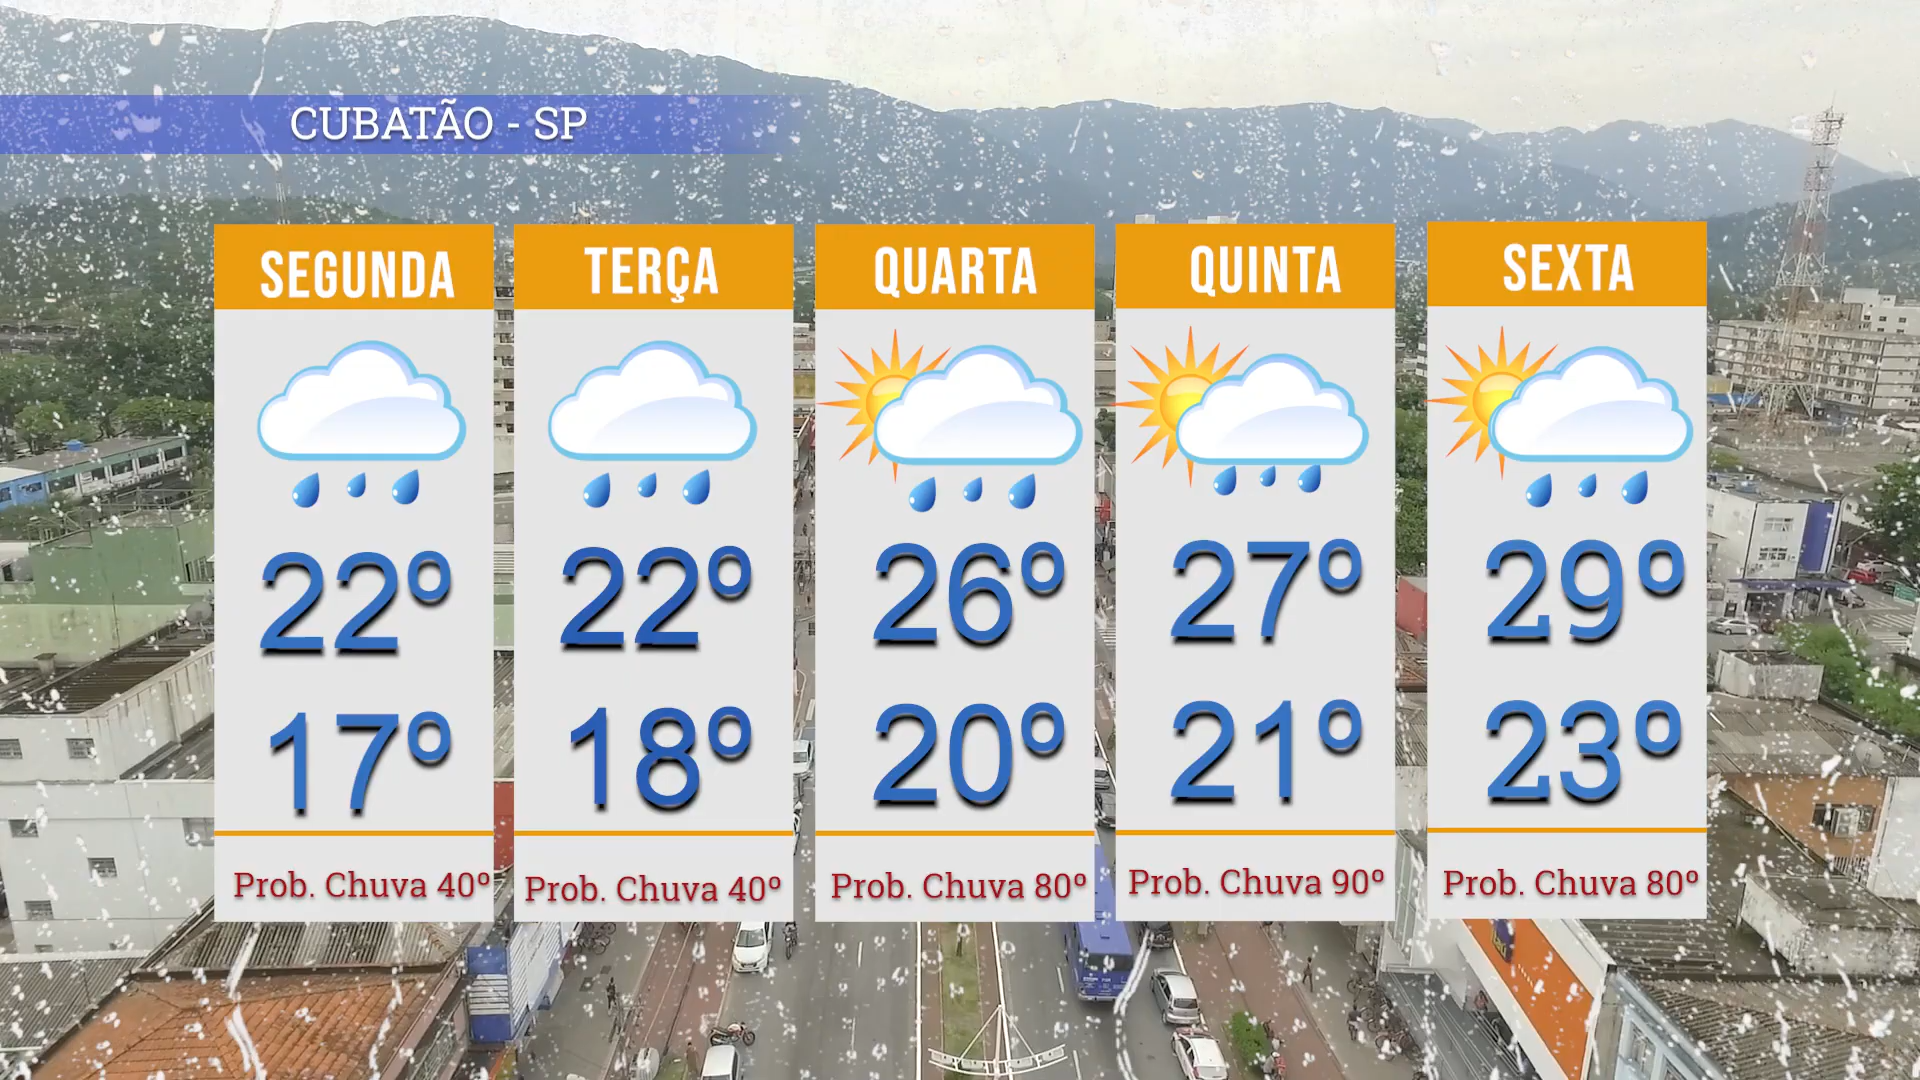 CUBATÃO - SP
SEGUNDA
22º
17º
Prob. Chuva 40º
TERÇA
22º
18º
Prob. Chuva 40º
QUARTA
26º
20º
Prob. Chuva 80º
QUINTA
27º
21º
Prob. Chuva 90º
SEXTA
29º
23º
Prob. Chuva 80º